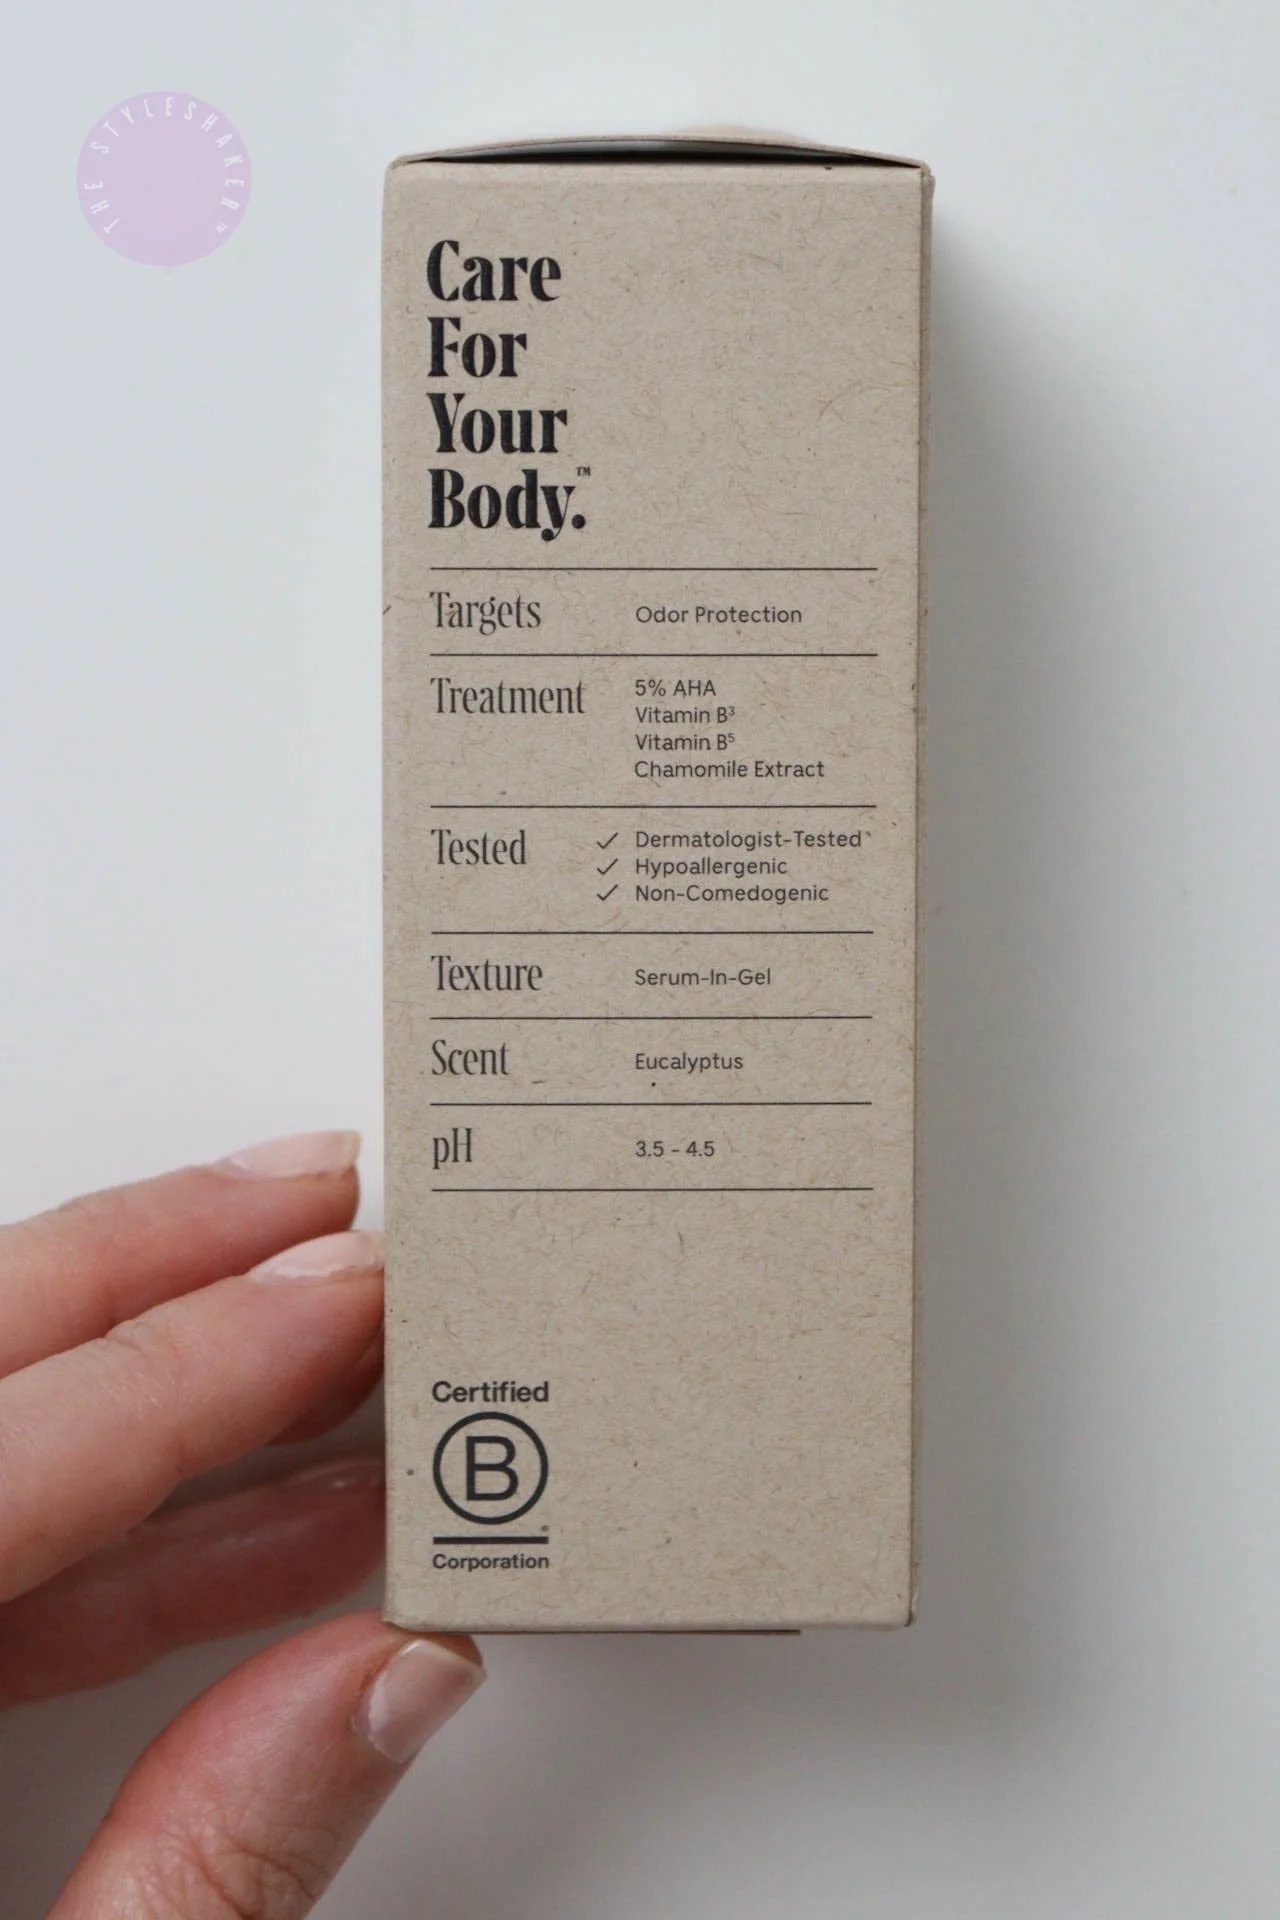 THE STYLESHAKER™
Care
For
Your
Body.™
Targets Odor Protection
Treatment 5% AHA
Vitamin B³
Vitamin B⁵
Chamomile Extract
Tested ✓ Dermatologist-Tested
✓ Hypoallergenic
✓ Non-Comedogenic
Texture Serum-In-Gel
Scent Eucalyptus
pH 3.5 - 4.5
Certified
B
Corporation